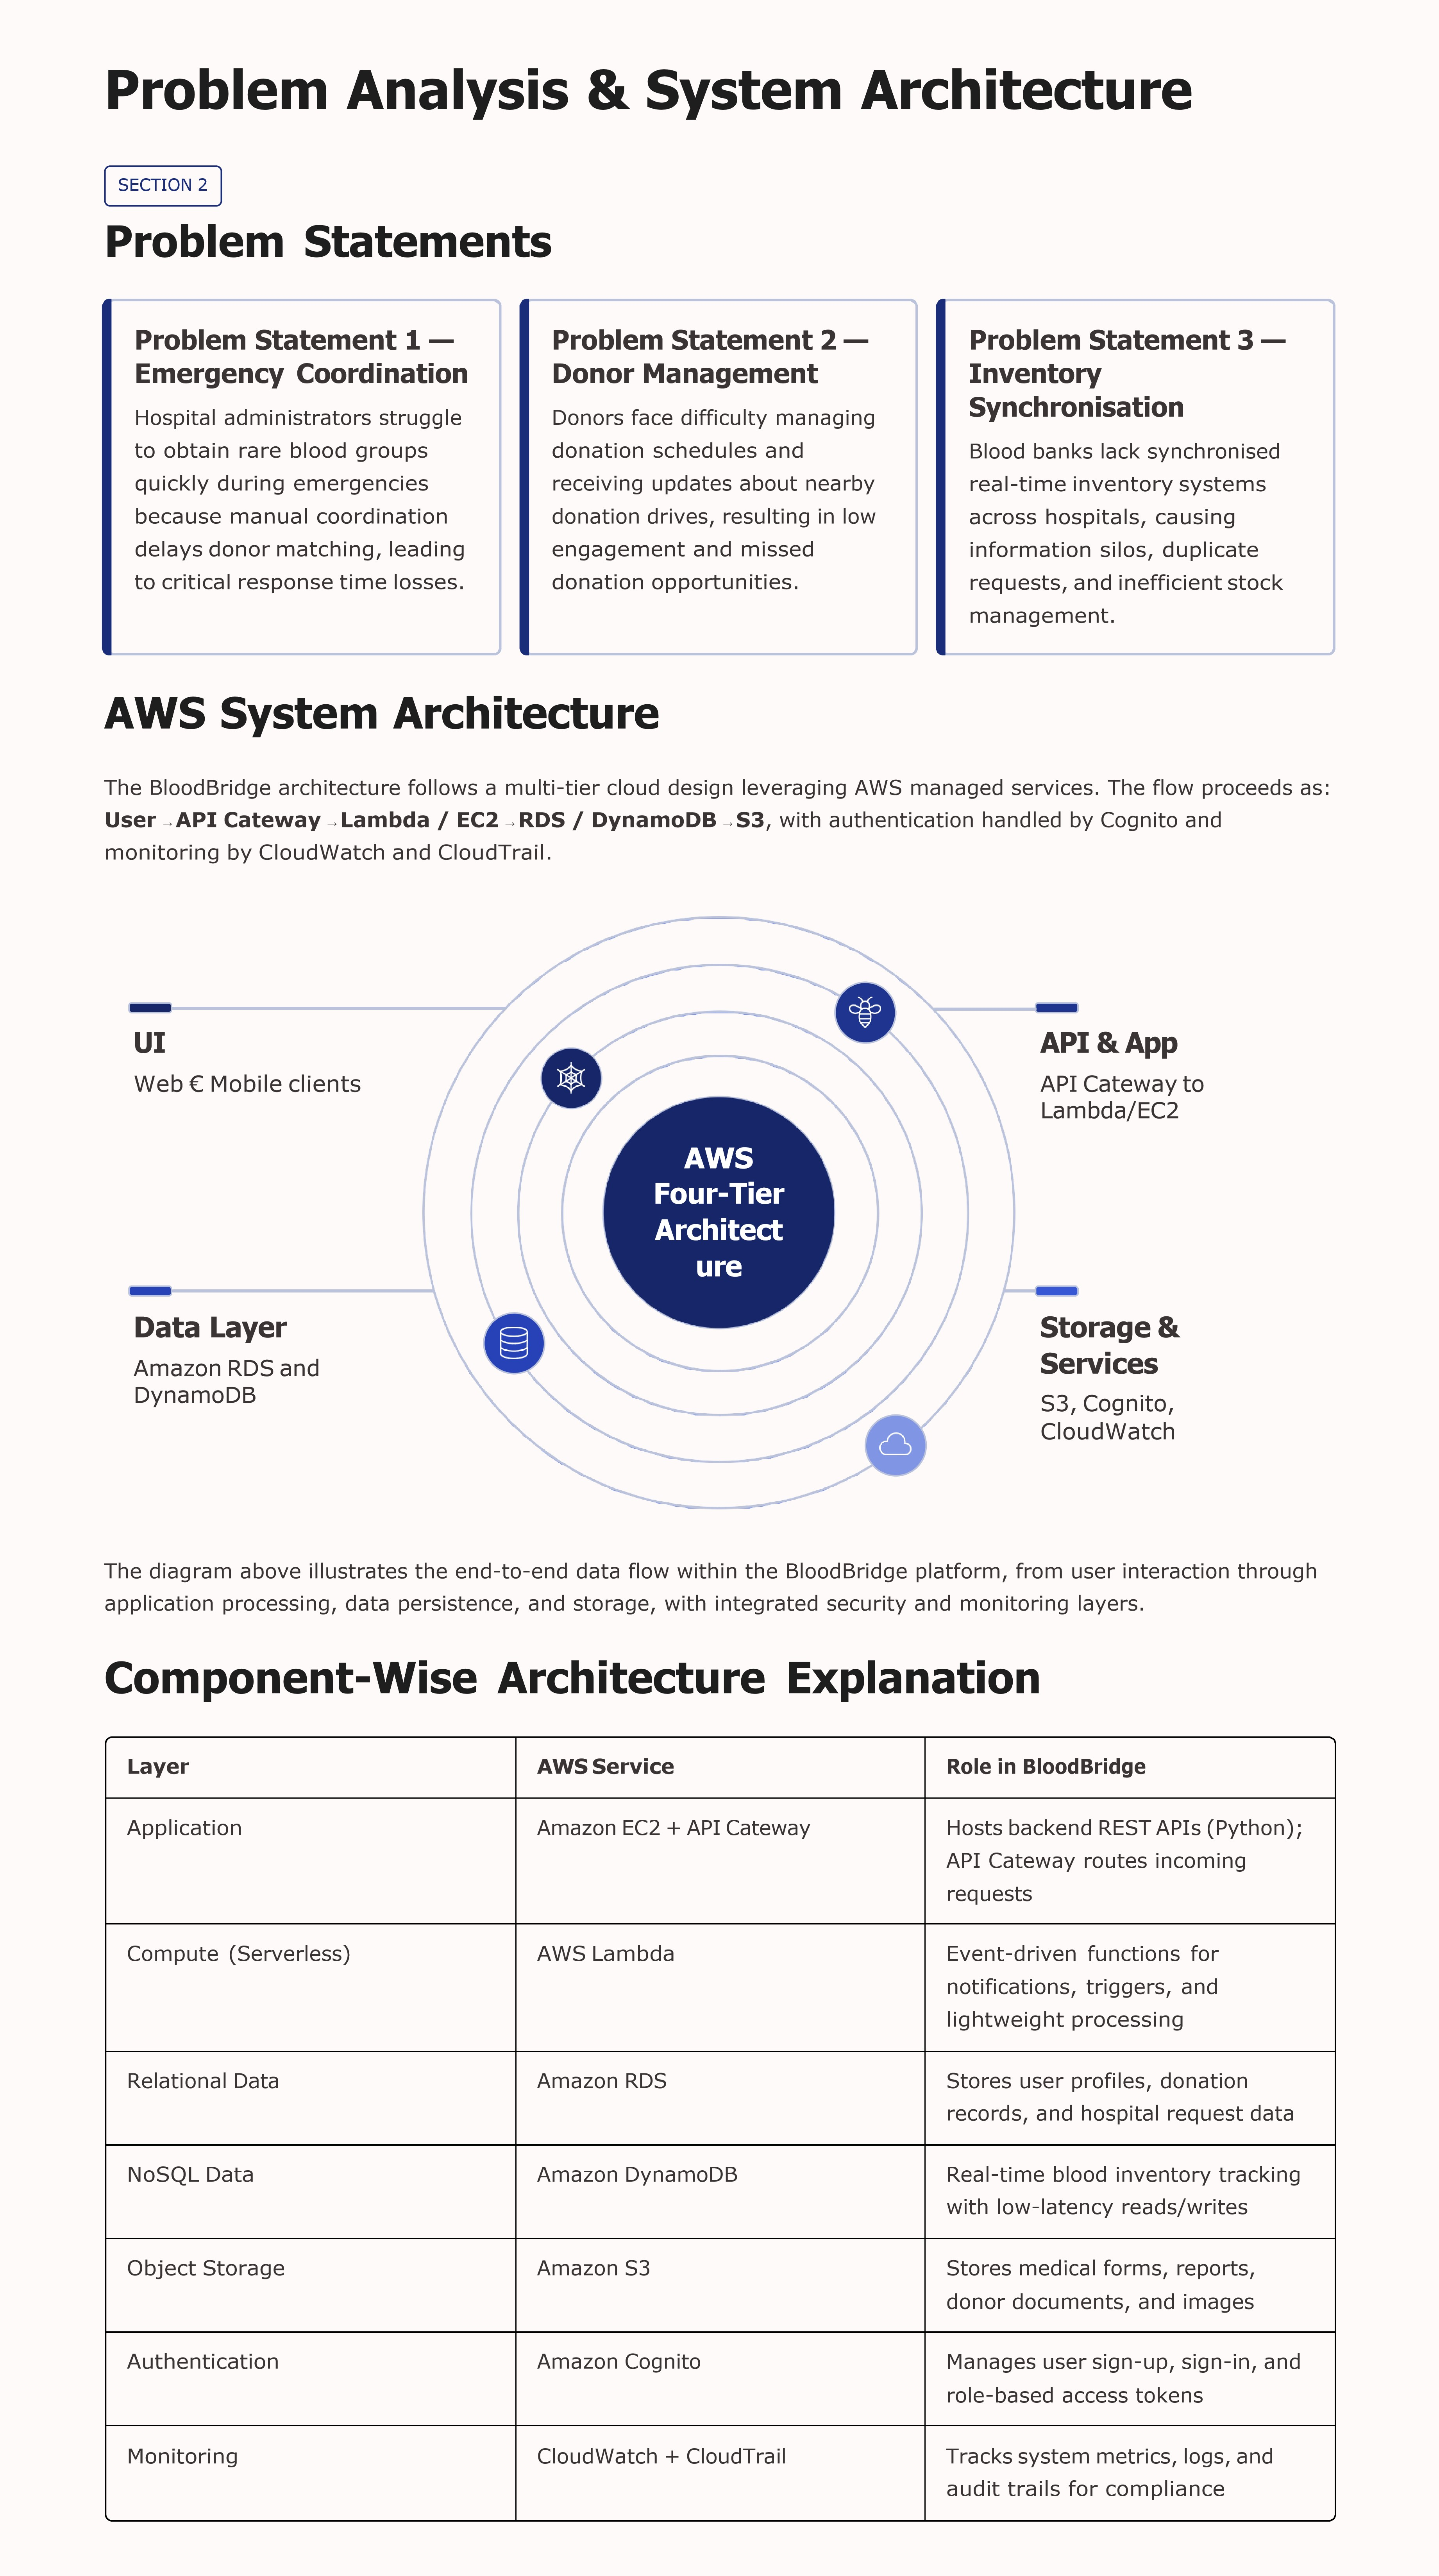 Problem Analysis & System Architecture
SECTION 2
Problem Statements
Problem Statement 1 —
Emergency Coordination
Hospital administrators struggle
to obtain rare blood groups
quickly during emergencies
because manual coordination
delays donor matching, leading
to critical response time losses.
Problem Statement 2 —
Donor Management
Donors face difficulty managing
donation schedules and
receiving updates about nearby
donation drives, resulting in low
engagement and missed
donation opportunities.
Problem Statement 3 —
Inventory
Synchronisation
Blood banks lack synchronised
real-time inventory systems
across hospitals, causing
information silos, duplicate
requests, and inefficient stock
management.
AWS System Architecture
The BloodBridge architecture follows a multi-tier cloud design leveraging AWS managed services. The flow proceeds as:
User→API Cateway→Lambda / EC2→RDS / DynamoDB→S3, with authentication handled by Cognito and
monitoring by CloudWatch and CloudTrail.
UI
Web € Mobile clients
API & App
API Cateway to
Lambda/EC2
AWS
Four-Tier
Architect
ure
Data Layer
Amazon RDS and
DynamoDB
Storage &
Services
S3, Cognito,
CloudWatch
The diagram above illustrates the end-to-end data flow within the BloodBridge platform, from user interaction through
application processing, data persistence, and storage, with integrated security and monitoring layers.
Component-Wise Architecture Explanation
Layer
AWS Service
Role in BloodBridge
Application
Amazon EC2 + API Cateway
Hosts backend REST APIs (Python);
API Cateway routes incoming
requests
Compute (Serverless)
AWS Lambda
Event-driven functions for
notifications, triggers, and
lightweight processing
Relational Data
Amazon RDS
Stores user profiles, donation
records, and hospital request data
NoSQL Data
Amazon DynamoDB
Real-time blood inventory tracking
with low-latency reads/writes
Object Storage
Amazon S3
Stores medical forms, reports,
donor documents, and images
Authentication
Amazon Cognito
Manages user sign-up, sign-in, and
role-based access tokens
Monitoring
CloudWatch + CloudTrail
Tracks system metrics, logs, and
audit trails for compliance